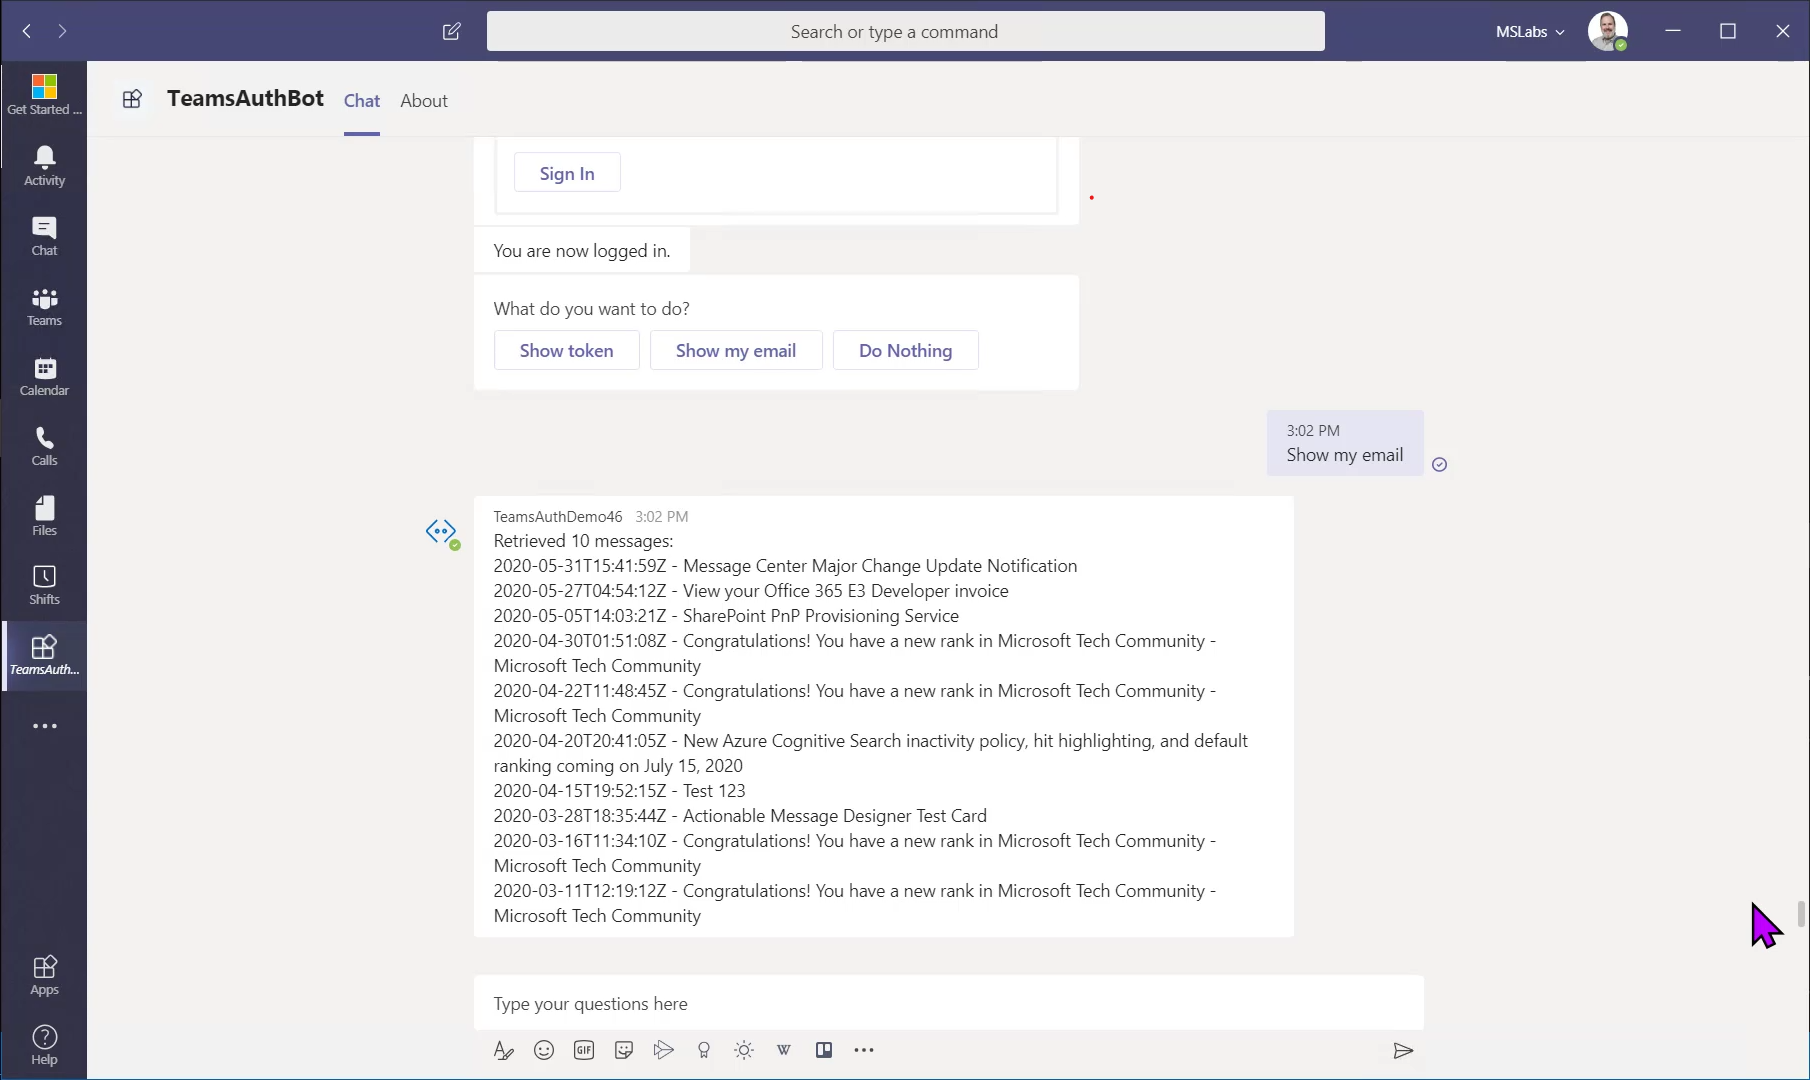 Search or type a command
MSLabs
Get Started ...
Activity
Chat
Teams
Calendar
Calls
Files
Shifts
TeamsAuth...
Apps
Help
TeamsAuthBot
Chat
About
Sign In
You are now logged in.
What do you want to do?
Show token
Show my email
Do Nothing
3:02 PM
Show my email
TeamsAuthDemo46 3:02 PM
Retrieved 10 messages:
2020-05-31T15:41:59Z - Message Center Major Change Update Notification
2020-05-27T04:54:12Z - View your Office 365 E3 Developer invoice
2020-05-05T14:03:21Z - SharePoint PnP Provisioning Service
2020-04-30T01:51:08Z - Congratulations! You have a new rank in Microsoft Tech Community -
Microsoft Tech Community
2020-04-22T11:48:45Z - Congratulations! You have a new rank in Microsoft Tech Community -
Microsoft Tech Community
2020-04-20T20:41:05Z - New Azure Cognitive Search inactivity policy, hit highlighting, and default
ranking coming on July 15, 2020
2020-04-15T19:52:15Z - Test 123
2020-03-28T18:35:44Z - Actionable Message Designer Test Card
2020-03-16T11:34:10Z - Congratulations! You have a new rank in Microsoft Tech Community -
Microsoft Tech Community
2020-03-11T12:19:12Z - Congratulations! You have a new rank in Microsoft Tech Community -
Microsoft Tech Community
Type your questions here
GIF
W